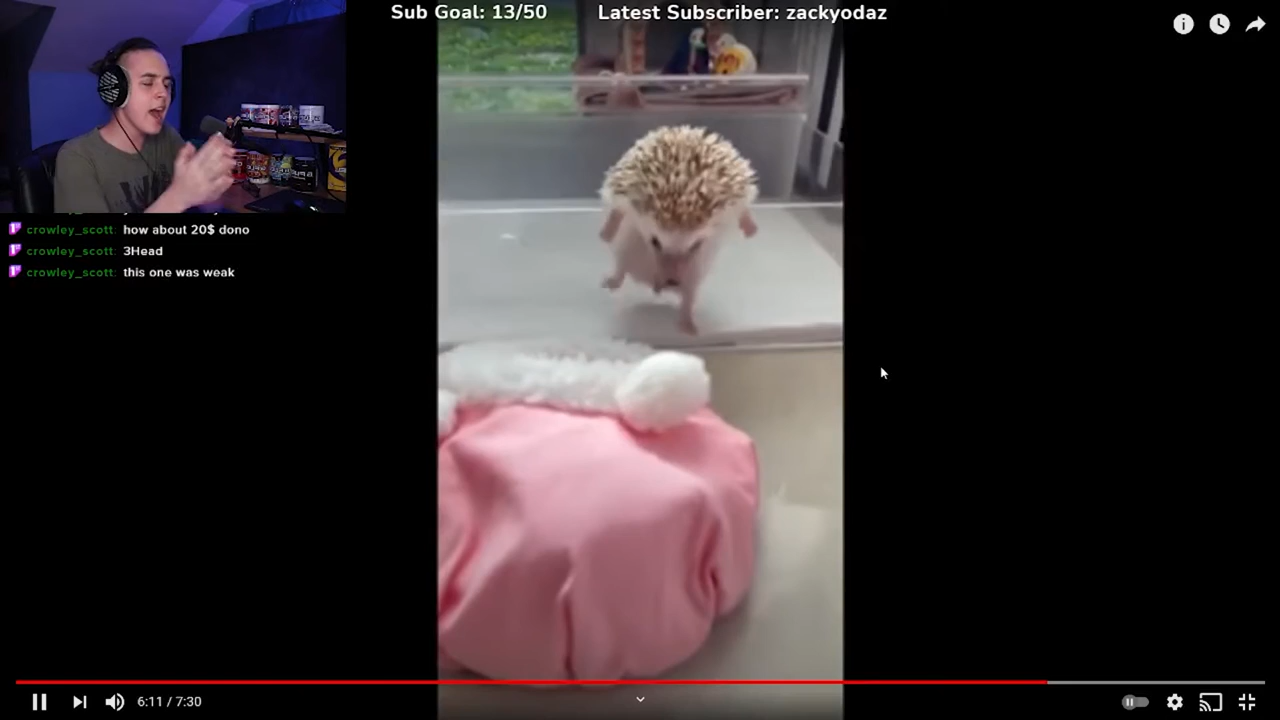 Sub Goal: 13/50 Latest Subscriber: zackyodaz
crowley_scott: how about 20$ dono
crowley_scott: 3Head
crowley_scott: this one was weak
6:11 / 7:30